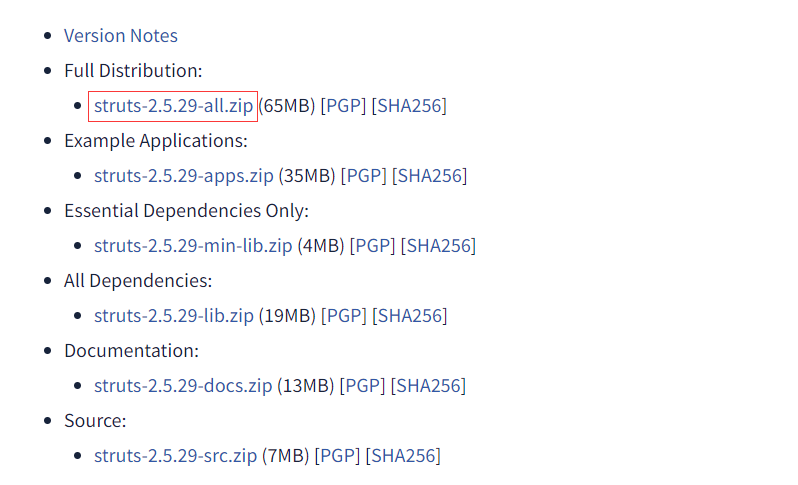 Version Notes
Full Distribution:
struts-2.5.29-all.zip (65MB) [PGP] [SHA256]
Example Applications:
struts-2.5.29-apps.zip (35MB) [PGP] [SHA256]
Essential Dependencies Only:
struts-2.5.29-min-lib.zip (4MB) [PGP] [SHA256]
All Dependencies:
struts-2.5.29-lib.zip (19MB) [PGP] [SHA256]
Documentation:
struts-2.5.29-docs.zip (13MB) [PGP] [SHA256]
Source:
struts-2.5.29-src.zip (7MB) [PGP] [SHA256]